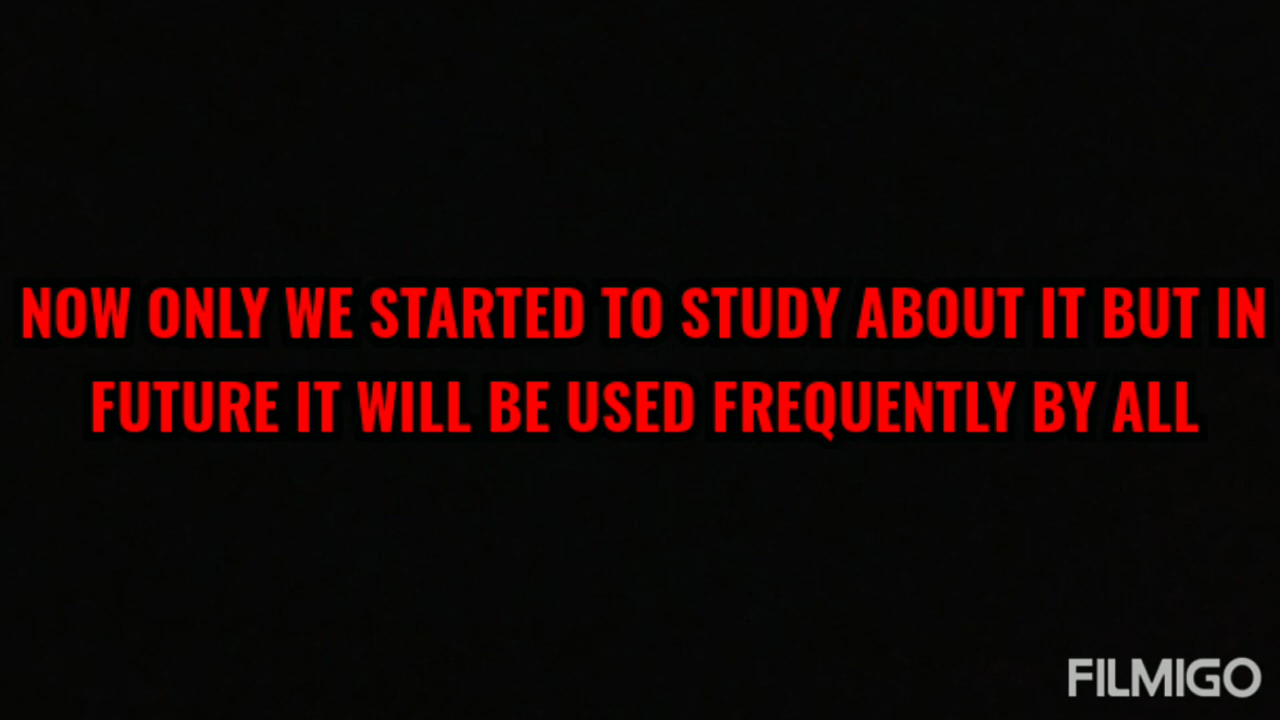 NOW ONLY WE STARTED TO STUDY ABOUT IT BUT IN
FUTURE IT WILL BE USED FREQUENTLY BY ALL
FILMIGO